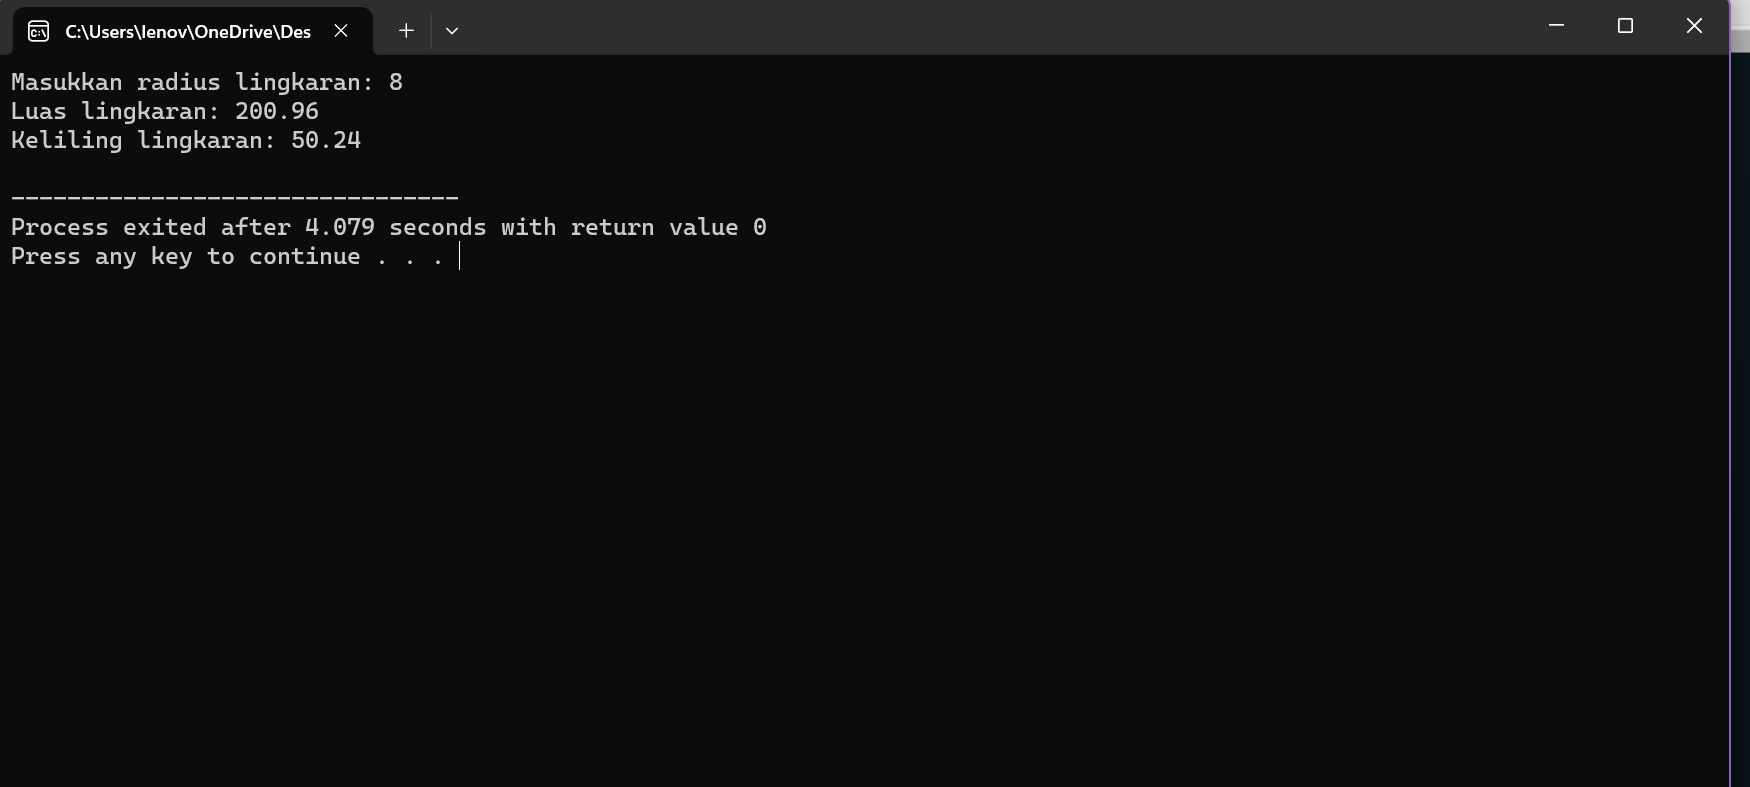 C:\Users\lenov\OneDrive\Des
Masukkan radius lingkaran: 8
Luas lingkaran: 200.96
Keliling lingkaran: 50.24
--------------------------------
Process exited after 4.079 seconds with return value 0
Press any key to continue . . .